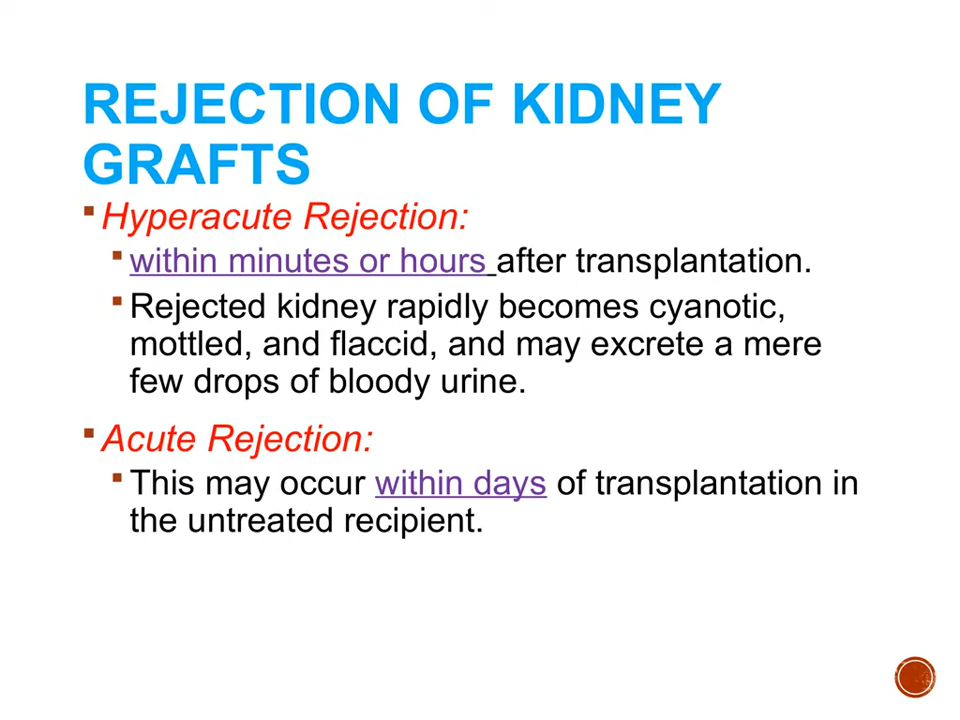 REJECTION OF KIDNEY
GRAFTS
Hyperacute Rejection:
within minutes or hours after transplantation.
Rejected kidney rapidly becomes cyanotic,
mottled, and flaccid, and may excrete a mere
few drops of bloody urine.
Acute Rejection:
This may occur within days of transplantation in
the untreated recipient.